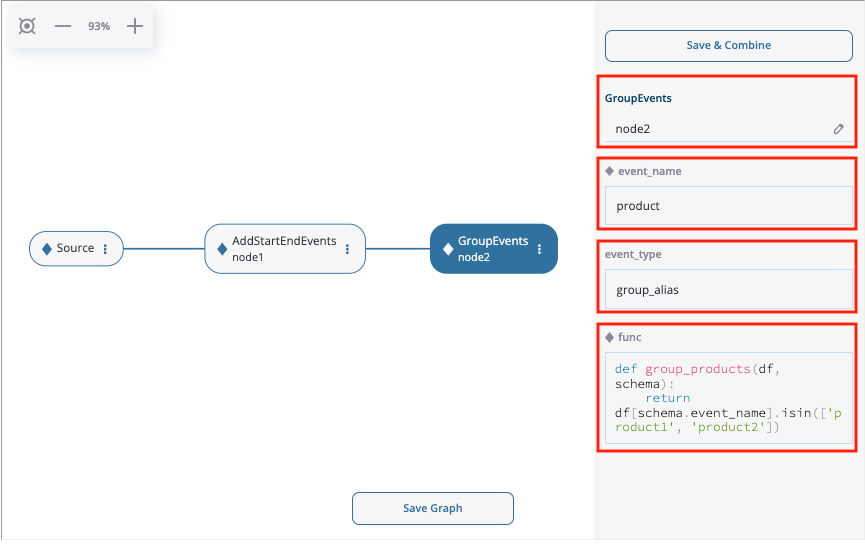 93%
Save & Combine
GroupEvents
node2
event_name
product
event_type
group_alias
func
def group_products(df,
schema):
    return
df[schema.event_name].isin(['p
roduct1', 'product2'])
Source
AddStartEndEvents
node1
GroupEvents
node2
Save Graph